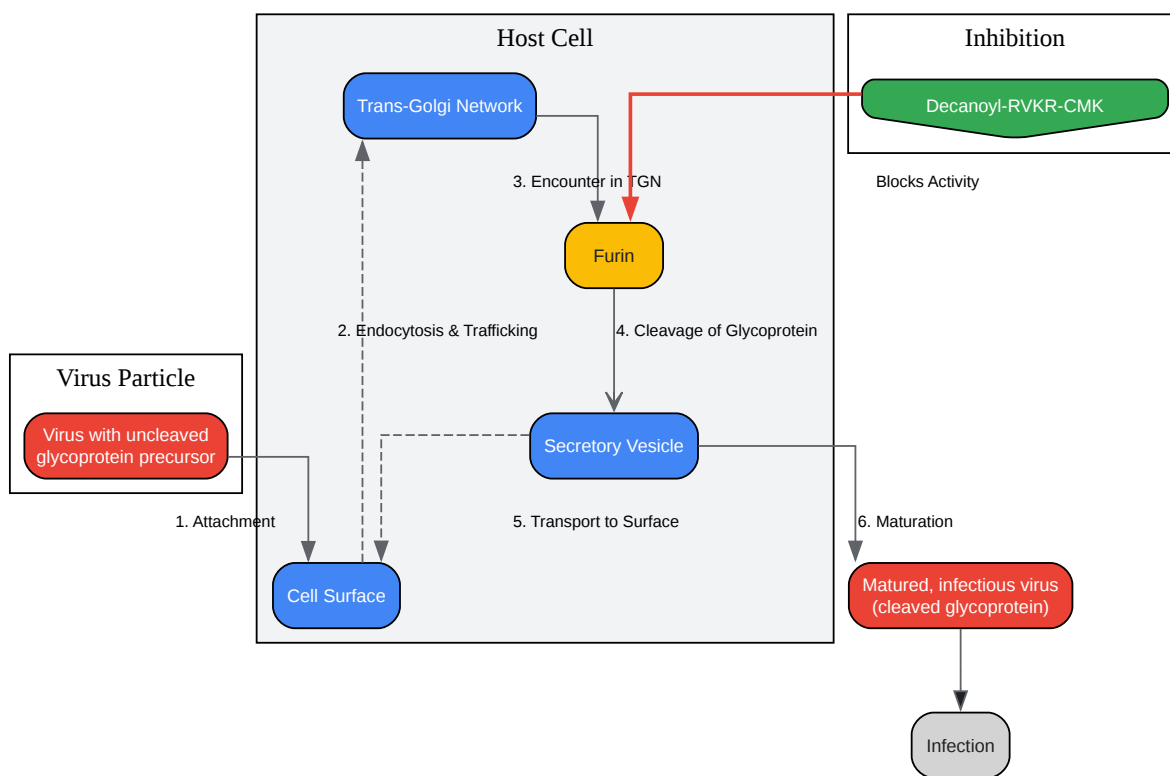 Host Cell
Inhibition
Trans-Golgi Network
Decanoyl-RVKR-CMK
3. Encounter in TGN
Blocks Activity
Furin
2. Endocytosis & Trafficking
4. Cleavage of Glycoprotein
Virus Particle
Virus with uncleaved
glycoprotein precursor
Secretory Vesicle
1. Attachment
5. Transport to Surface
6. Maturation
Cell Surface
Matured, infectious virus
(cleaved glycoprotein)
Infection